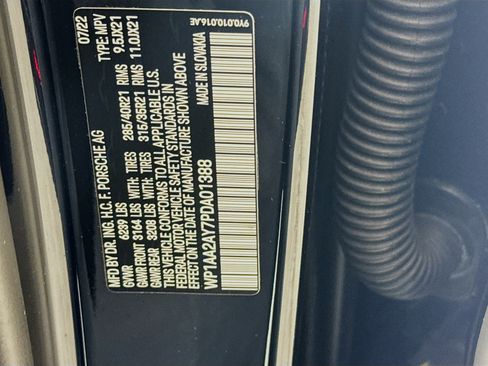 MFD BY DR. ING. H.C. F. PORSCHE AG 07/22
GVWR 6239 LBS TYPE: MPV
GAWR FRONT 3164 LBS WITH: TIRES 285/40R21 RIMS 9.5JX21
GAWR REAR 3208 LBS WITH: TIRES 315/35R21 RIMS 11.0JX21
THIS VEHICLE CONFORMS TO ALL APPLICABLE U.S.
FEDERAL MOTOR VEHICLE SAFETY STANDARDS IN
EFFECT ON THE DATE OF MANUFACTURE SHOWN ABOVE
WP1AA2AY7PDA01388 MADE IN SLOVAKIA
9Y0.010.016.AE